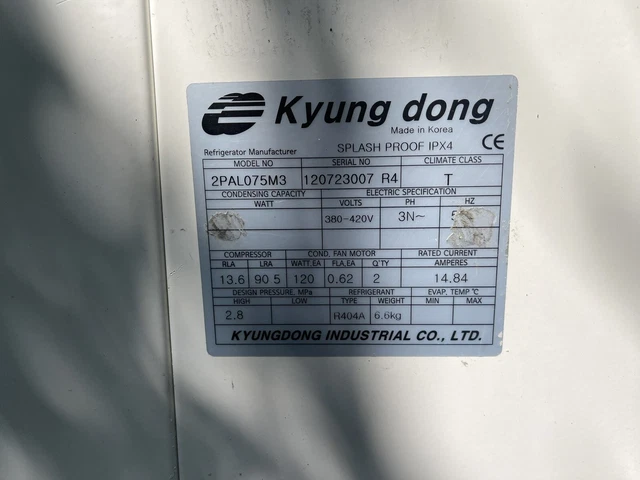 Kyung dong
Made in Korea
Refrigerator Manufacturer SPLASH PROOF IPX4 CE
MODEL NO SERIAL NO CLIMATE CLASS
2PAL075M3 120723007 R4 T
CONDENSING CAPACITY ELECTRIC SPECIFICATION
WATT VOLTS PH HZ
380-420V 3N~
COMPRESSOR COND. FAN MOTOR RATED CURRENT
RLA LRA WATT.EA FLA.EA Q'TY AMPERES
13.6 90.5 120 0.62 2 14.84
DESIGN PRESSURE, MPa REFRIGERANT EVAP. TEMP ℃
HIGH LOW TYPE WEIGHT MIN MAX
2.8 R404A 6.6kg
KYUNGDONG INDUSTRIAL CO., LTD.